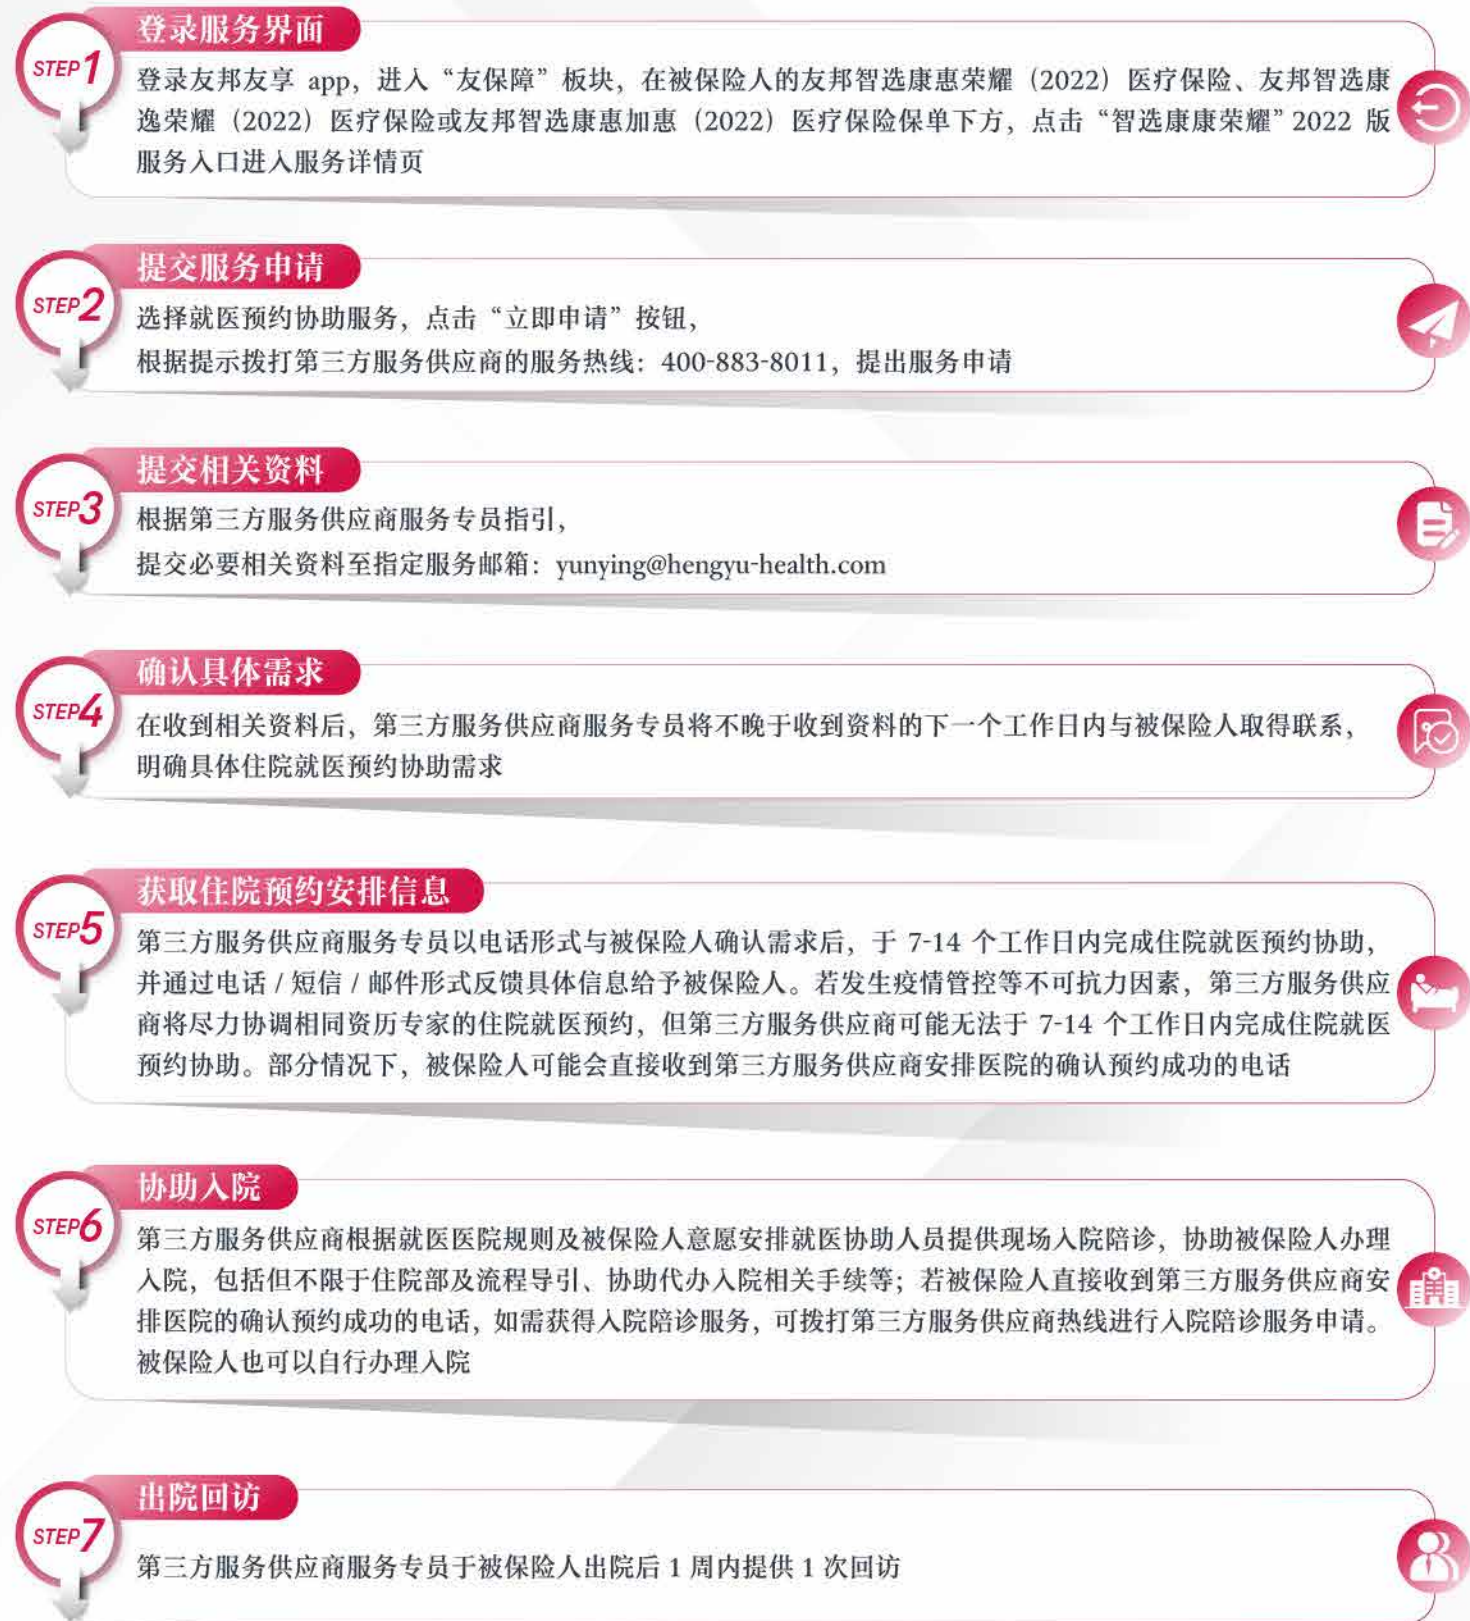 登录服务界面
STEP 1
登录友邦友享 app，进入“友保障”板块，在被保险人的友邦智选康惠荣耀（2022）医疗保险、友邦智选康
逸荣耀（2022）医疗保险或友邦智选康惠加惠（2022）医疗保险保单下方，点击“智选康康荣耀”2022 版
服务入口进入服务详情页
提交服务申请
STEP 2
选择就医预约协助服务，点击“立即申请”按钮，
根据提示拨打第三方服务供应商的服务热线：400-883-8011，提出服务申请
提交相关资料
STEP 3
根据第三方服务供应商服务专员指引，
提交必要相关资料至指定服务邮箱：yunying@hengyu-health.com
确认具体需求
STEP 4
在收到相关资料后，第三方服务供应商服务专员将不晚于收到资料的下一个工作日内与被保险人取得联系，
明确具体住院就医预约协助需求
获取住院预约安排信息
STEP 5
第三方服务供应商服务专员以电话形式与被保险人确认需求后，于 7-14 个工作日内完成住院就医预约协助，
并通过电话 / 短信 / 邮件形式反馈具体信息给予被保险人。若发生疫情管控等不可抗力因素，第三方服务供应
商将尽力协调相同资历专家的住院就医预约，但第三方服务供应商可能无法于 7-14 个工作日内完成住院就医
预约协助。部分情况下，被保险人可能会直接收到第三方服务供应商安排医院的确认预约成功的电话
协助入院
STEP 6
第三方服务供应商根据就医医院规则及被保险人意愿安排就医协助人员提供现场入院陪诊，协助被保险人办理
入院，包括但不限于住院部及流程导引、协助代办入院相关手续等；若被保险人直接收到第三方服务供应商安
排医院的确认预约成功的电话，如需获得入院陪诊服务，可拨打第三方服务供应商热线进行入院陪诊服务申请。
被保险人也可以自行办理入院
出院回访
STEP 7
第三方服务供应商服务专员于被保险人出院后 1 周内提供 1 次回访